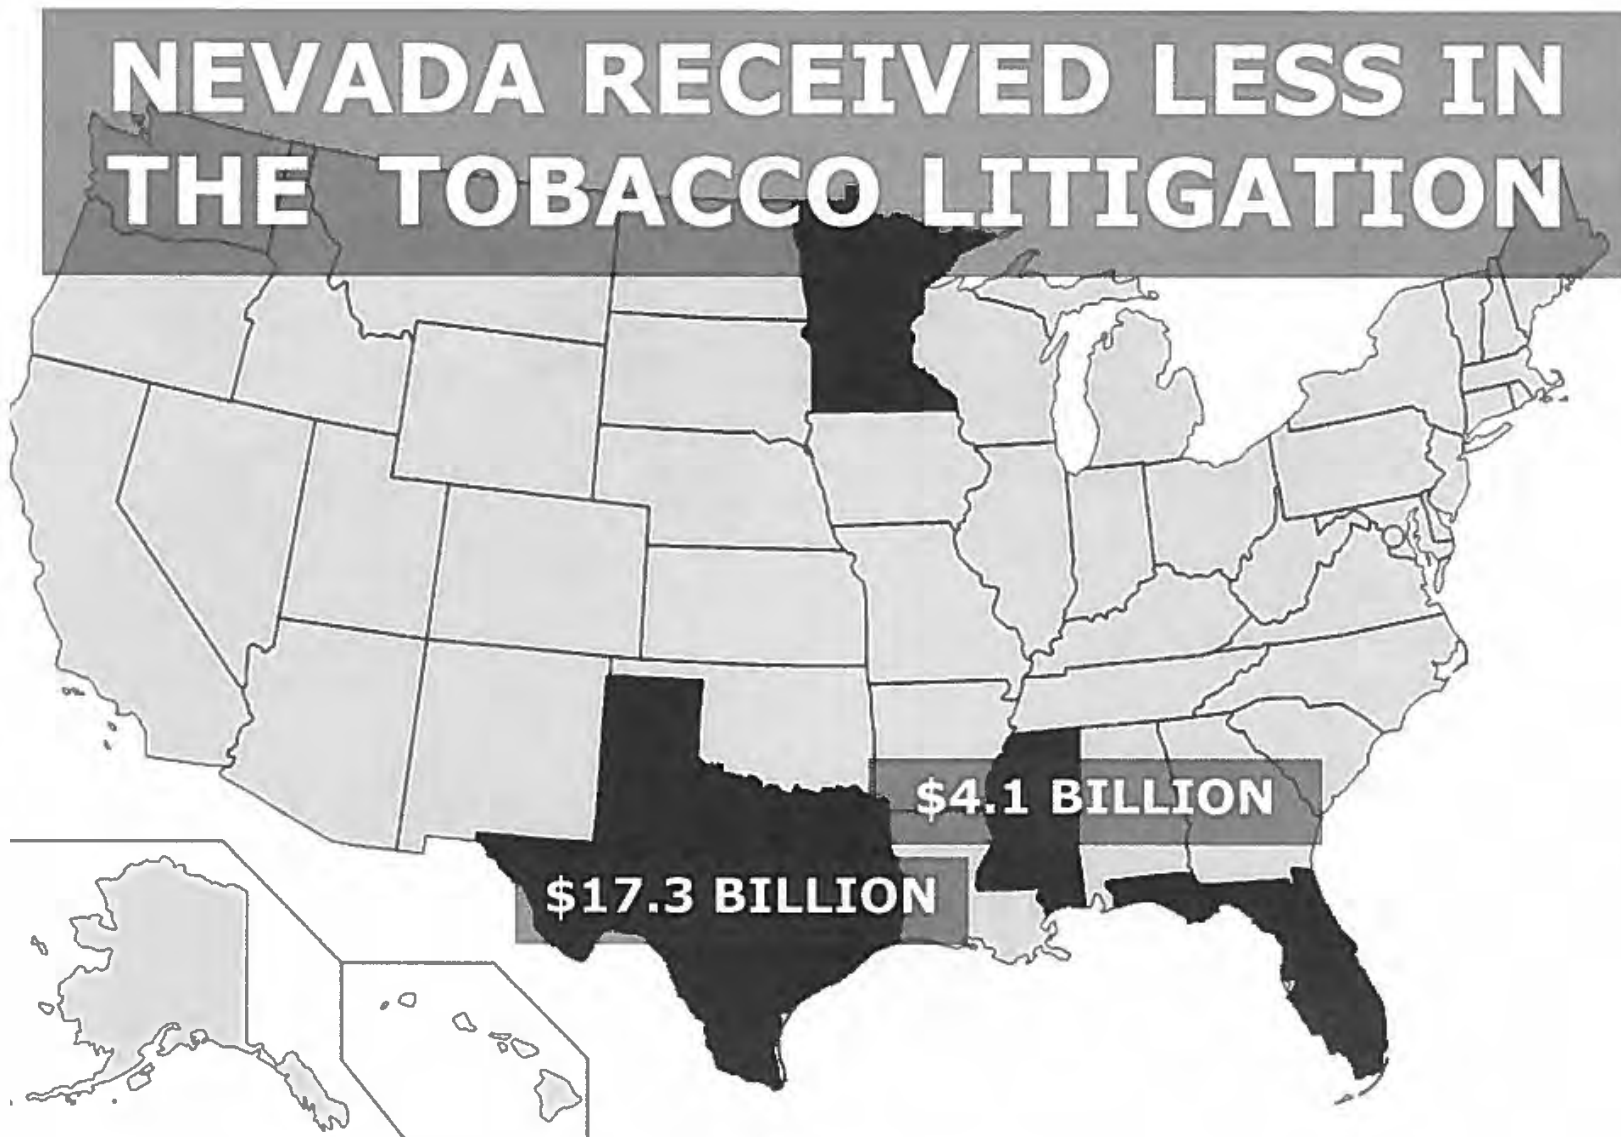 NEVADA RECEIVED LESS IN
THE TOBACCO LITIGATION
$4.1 BILLION
$17.3 BILLION